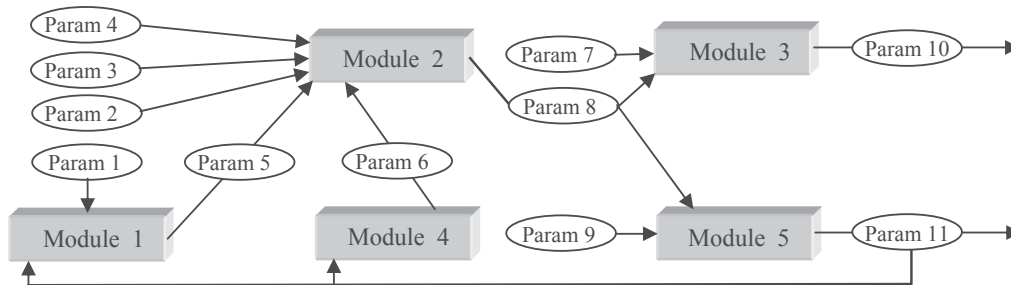 Param 4
Module 2
Param 7
Module 3
Param 10
Param 3
Param 2
Param 8
Param 1
Param 5
Param 6
Module 1
Module 4
Param 9
Module 5
Param 11